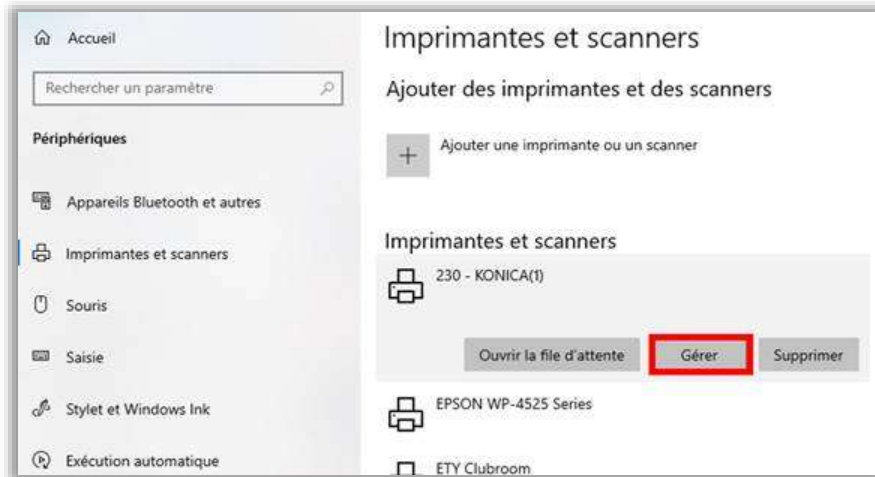 Accueil
Rechercher un paramètre
Périphériques
Appareils Bluetooth et autres
Imprimantes et scanners
Souris
Saisie
Stylet et Windows Ink
Exécution automatique
Imprimantes et scanners
Ajouter des imprimantes et des scanners
Ajouter une imprimante ou un scanner
Imprimantes et scanners
230 - KONICA(1)
Ouvrir la file d'attente Gérer Supprimer
EPSON WP-4525 Series
ETY Clubroom